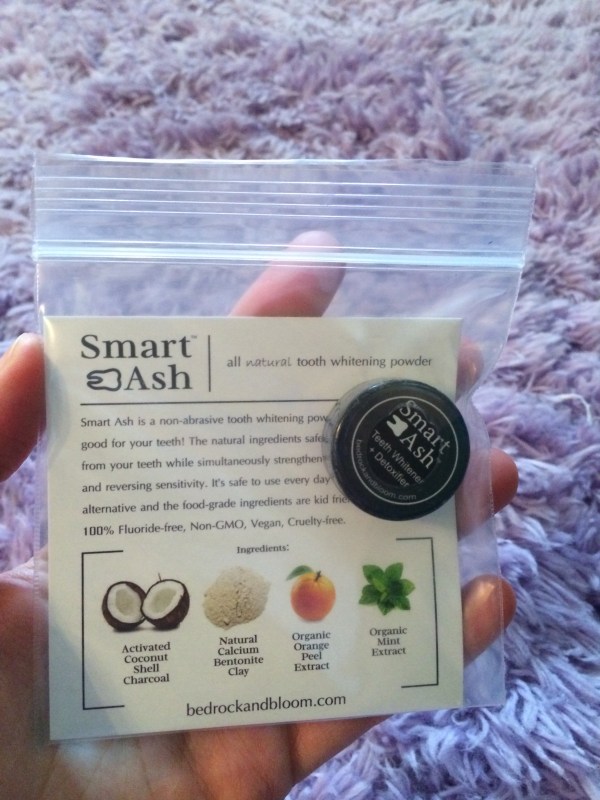 Smart™
Ash
all natural tooth whitening powder
Smart Ash is a non-abrasive tooth whitening pow
good for your teeth! The natural ingredients safe
from your teeth while simultaneously strengthen
and reversing sensitivity. It's safe to use every day
alternative and the food-grade ingredients are kid frie
100% Fluoride-free, Non-GMO, Vegan, Cruelty-free.
Smart
Ash™
Teeth Whitener
+ Detoxifier
bedrockandbloom.com
Ingredients:
Activated
Coconut
Shell
Charcoal
Natural
Calcium
Bentonite
Clay
Organic
Orange
Peel
Extract
Organic
Mint
Extract
bedrockandbloom.com